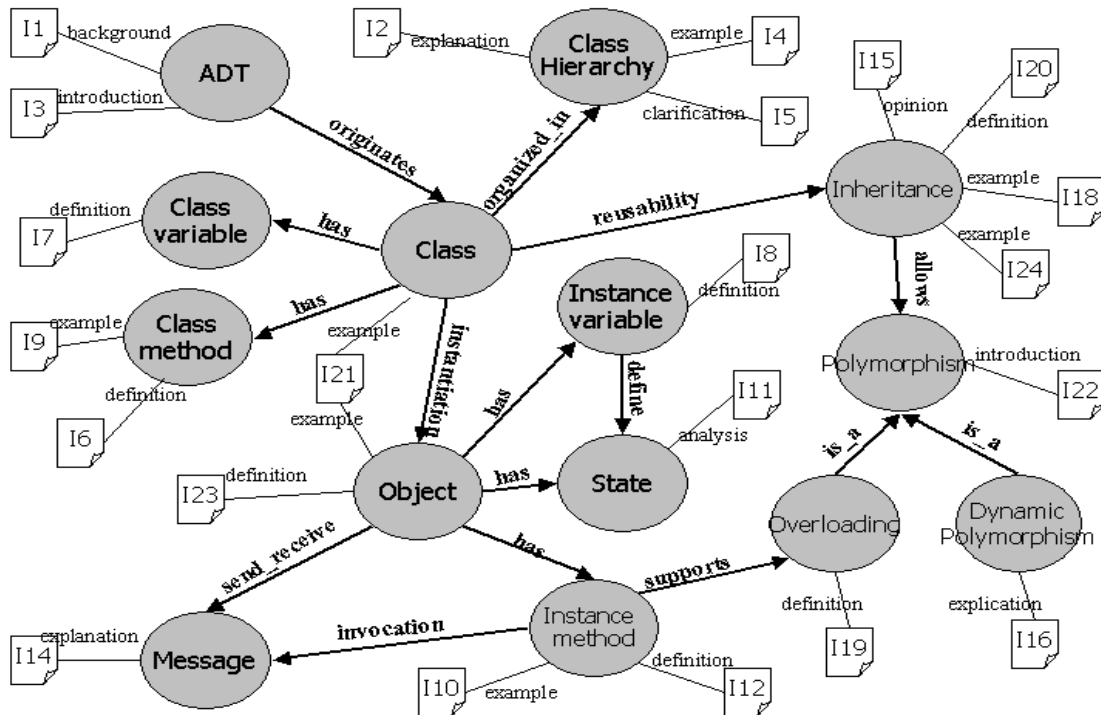 I1
background
I3
introduction
ADT
I2
explanation
Class
Hierarchy
example
I4
clarification
I5
I15
opinion
I20
definition
Inheritance
example
I18
example
I24
originates
organized_in
reusability
definition
I7
Class
variable
has
Class
I8
definition
Instance
variable
allows
example
I9
Class
method
has
definition
I6
example
I21
example
instantiation
has
define
I11
analysis
Polymorphism
introduction
I22
is_a
is_a
definition
I23
Object
has
State
Overloading
Dynamic
Polymorphism
send_receive
has
supports
definition
I19
explication
I16
explanation
I14
Message
invocation
Instance
method
I10
example
definition
I12